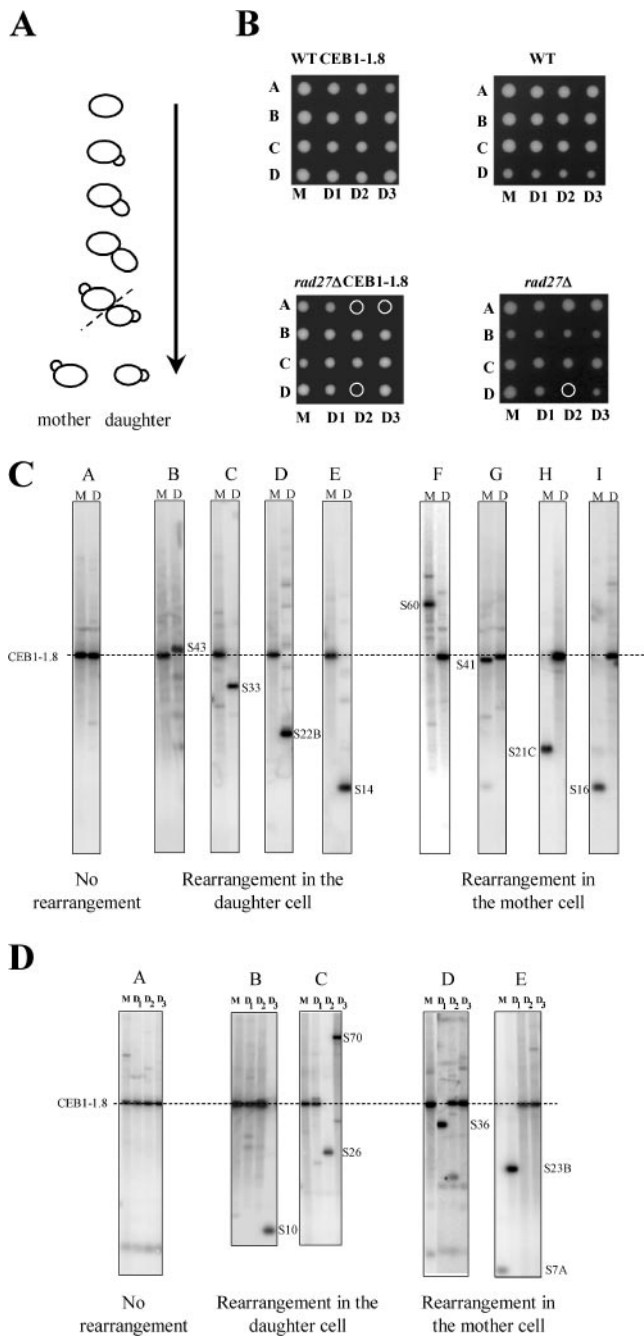 A
mother daughter
B
WT CEB1-1.8
A
B
C
D
M D1 D2 D3
WT
A
B
C
D
M D1 D2 D3
rad27Δ CEB1-1.8
A
B
C
D
M D1 D2 D3
rad27Δ
A
B
C
D
M D1 D2 D3
C
A B C D E F G H I
M D M D M D M D M D M D M D M D M D
S60
CEB1-1.8
S43
S41
S33
S22B
S21C
S14
S16
No rearrangement
Rearrangement in the daughter cell
Rearrangement in the mother cell
D
A B C D E
M D1 D2 D3 M D1 D2 D3 M D1 D2 D3 M D1 D2 D3 M D1 D2 D3
S70
CEB1-1.8
S36
S26
S23B
S10
S7A
No rearrangement
Rearrangement in the daughter cell
Rearrangement in the mother cell